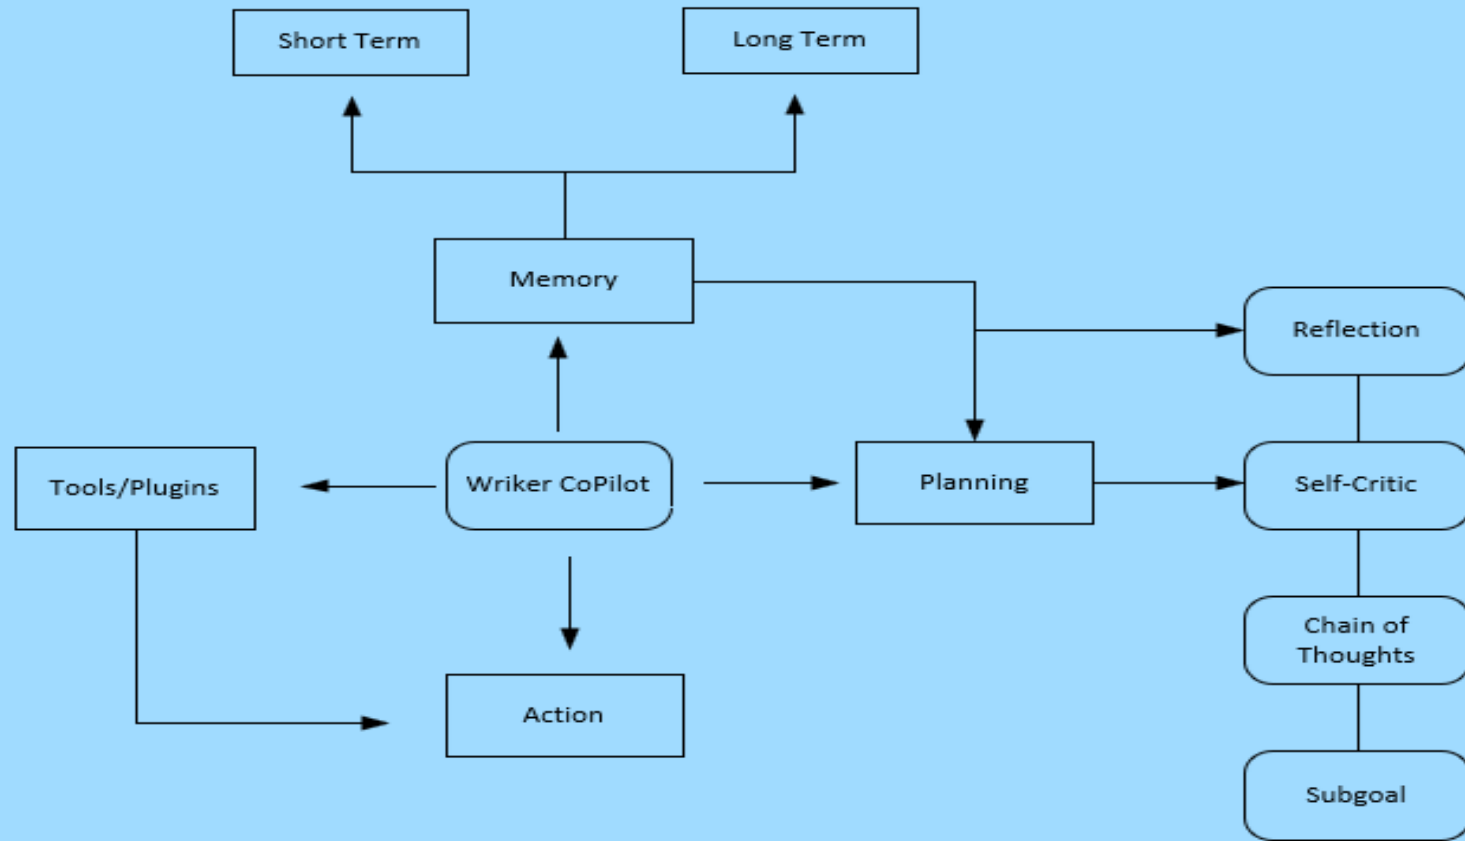 Short Term
Long Term
Memory
Reflection
Tools/Plugins
Wriker CoPilot
Planning
Self-Critic
Chain of
Thoughts
Action
Subgoal